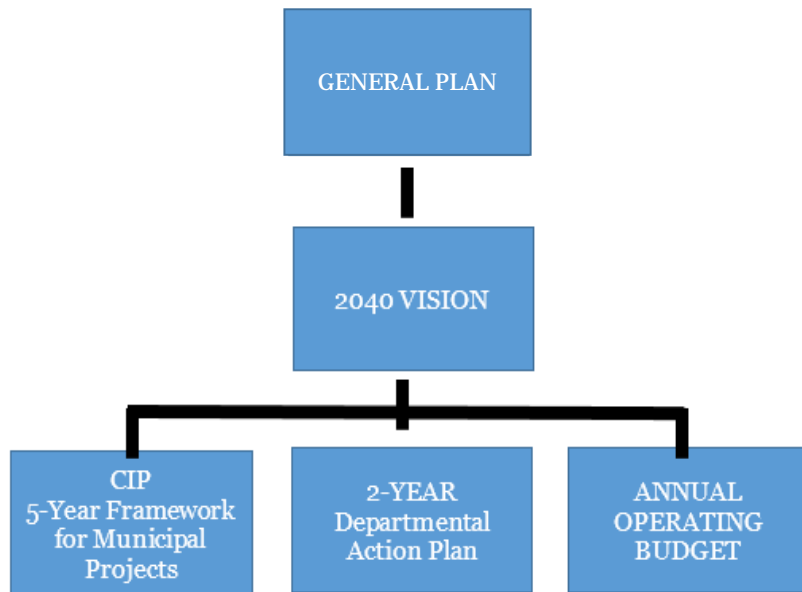 GENERAL PLAN
2040 VISION
CIP
5-Year Framework
for Municipal
Projects
2-YEAR
Departmental
Action Plan
ANNUAL
OPERATING
BUDGET